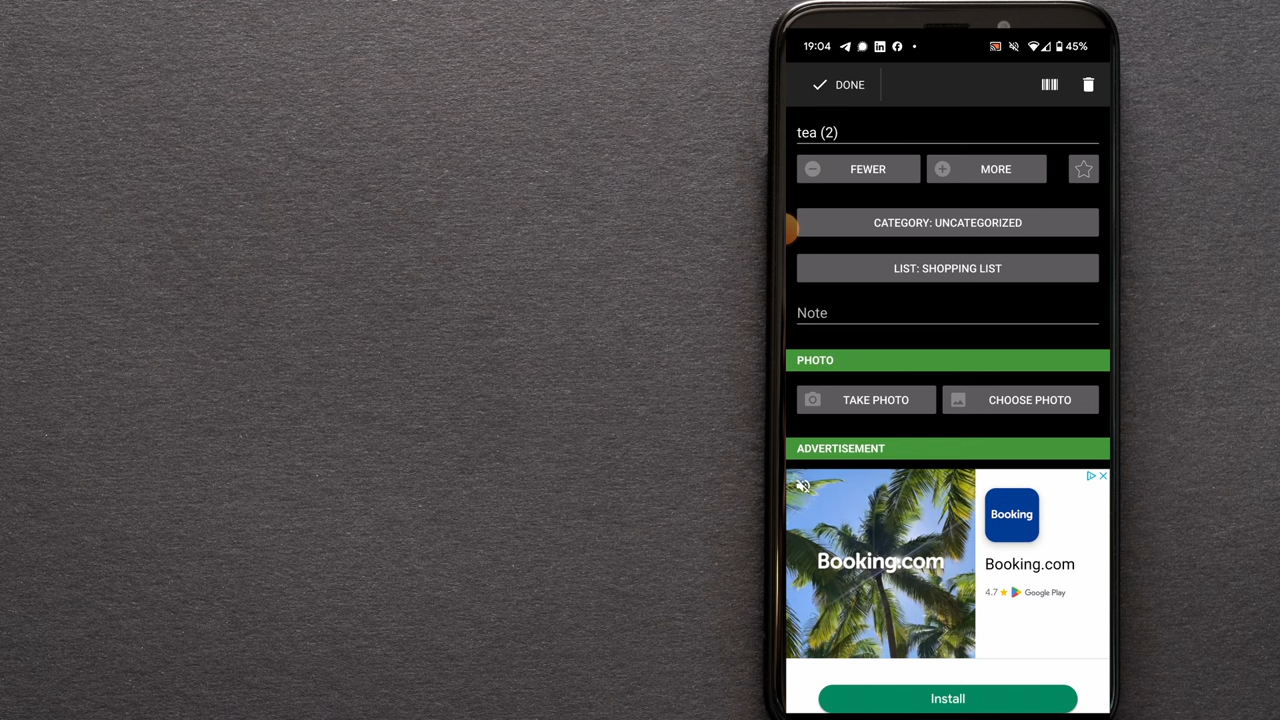 19:04
45%
DONE
tea (2)
FEWER
MORE
CATEGORY: UNCATEGORIZED
LIST: SHOPPING LIST
Note
PHOTO
TAKE PHOTO
CHOOSE PHOTO
ADVERTISEMENT
Booking.com
Booking
Booking.com
4.7 ★ Google Play
Install